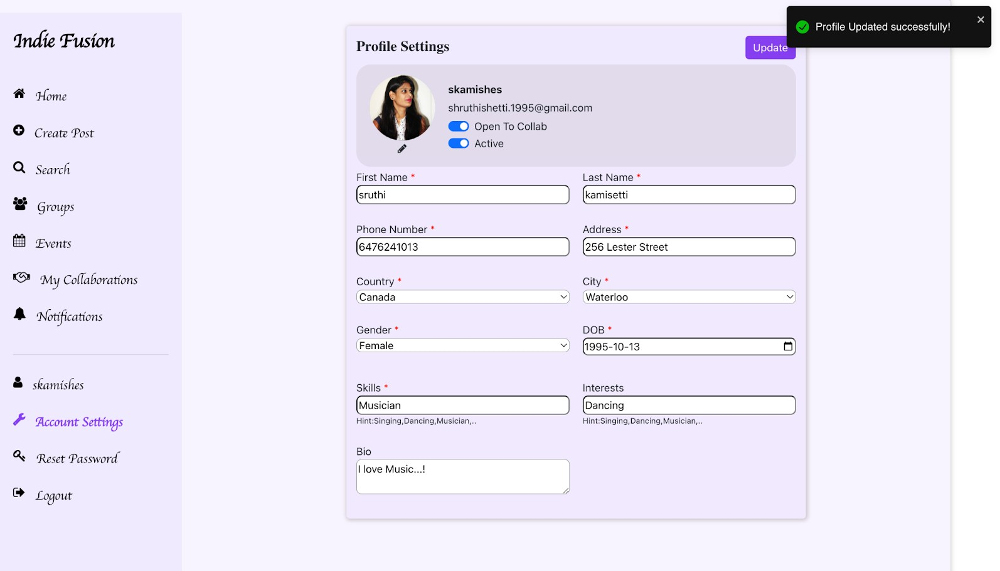 Indie Fusion
Home
Create Post
Search
Groups
Events
My Collaborations
Notifications
skamishes
Account Settings
Reset Password
Logout
Profile Settings
Update
Profile Updated successfully!
skamishes
shruthishetti.1995@gmail.com
Open To Collab
Active
First Name *
Last Name *
sruthi
kamisetti
Phone Number *
Address *
6476241013
256 Lester Street
Country *
City *
Canada
Waterloo
Gender *
DOB *
Female
1995-10-13
Skills *
Interests
Musician
Dancing
Hint:Singing,Dancing,Musician,..
Hint:Singing,Dancing,Musician,..
Bio
I love Music...!